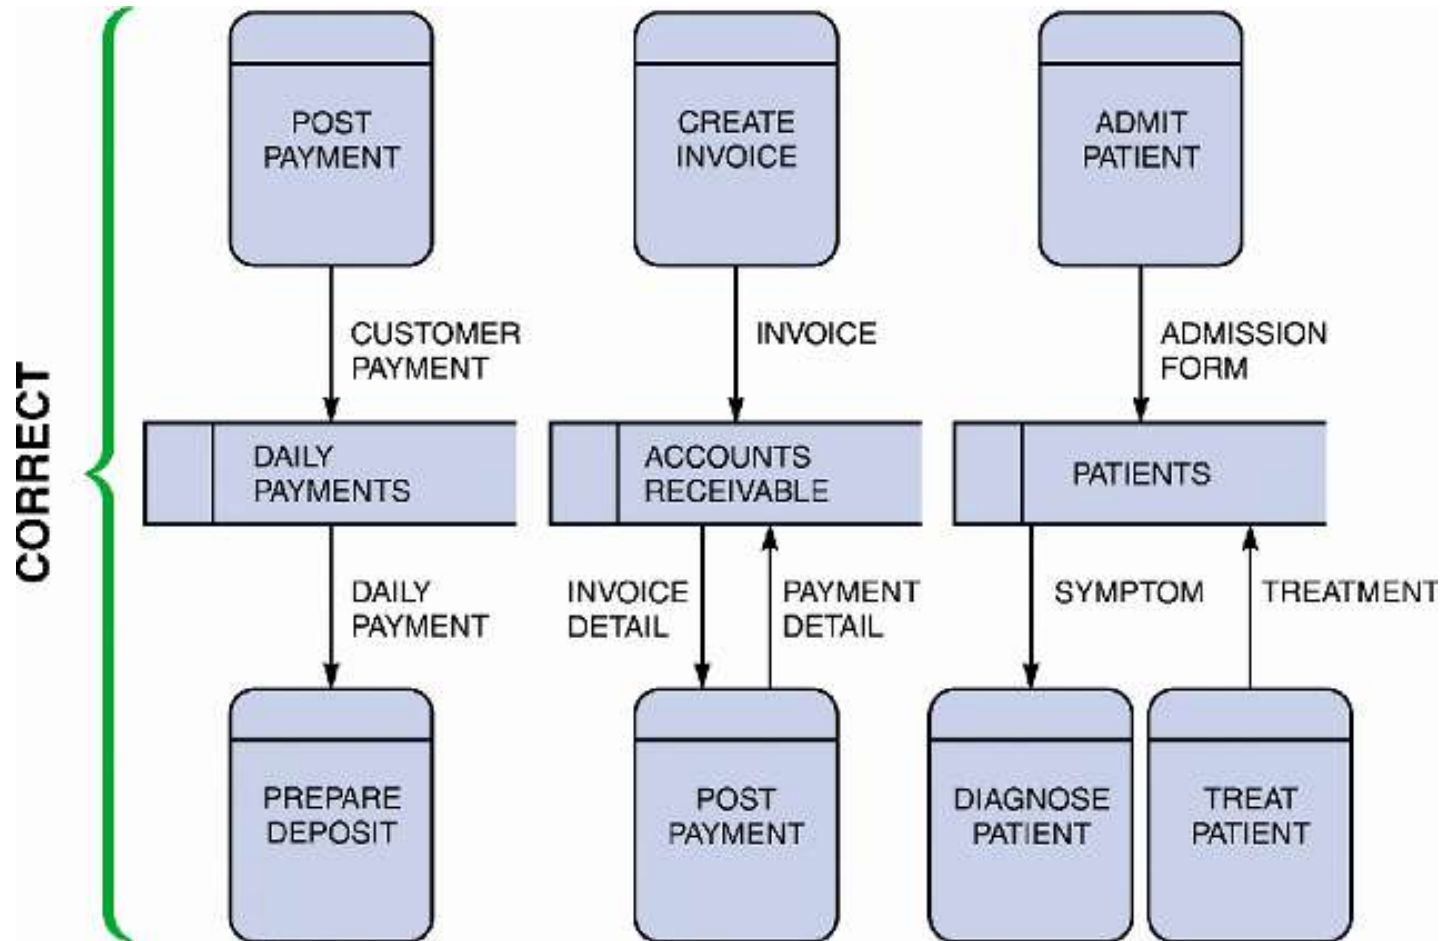 CORRECT
POST
PAYMENT
CREATE
INVOICE
ADMIT
PATIENT
CUSTOMER
PAYMENT
INVOICE
ADMISSION
FORM
DAILY
PAYMENTS
ACCOUNTS
RECEIVABLE
PATIENTS
DAILY
PAYMENT
INVOICE
DETAIL
PAYMENT
DETAIL
SYMPTOM
TREATMENT
PREPARE
DEPOSIT
POST
PAYMENT
DIAGNOSE
PATIENT
TREAT
PATIENT